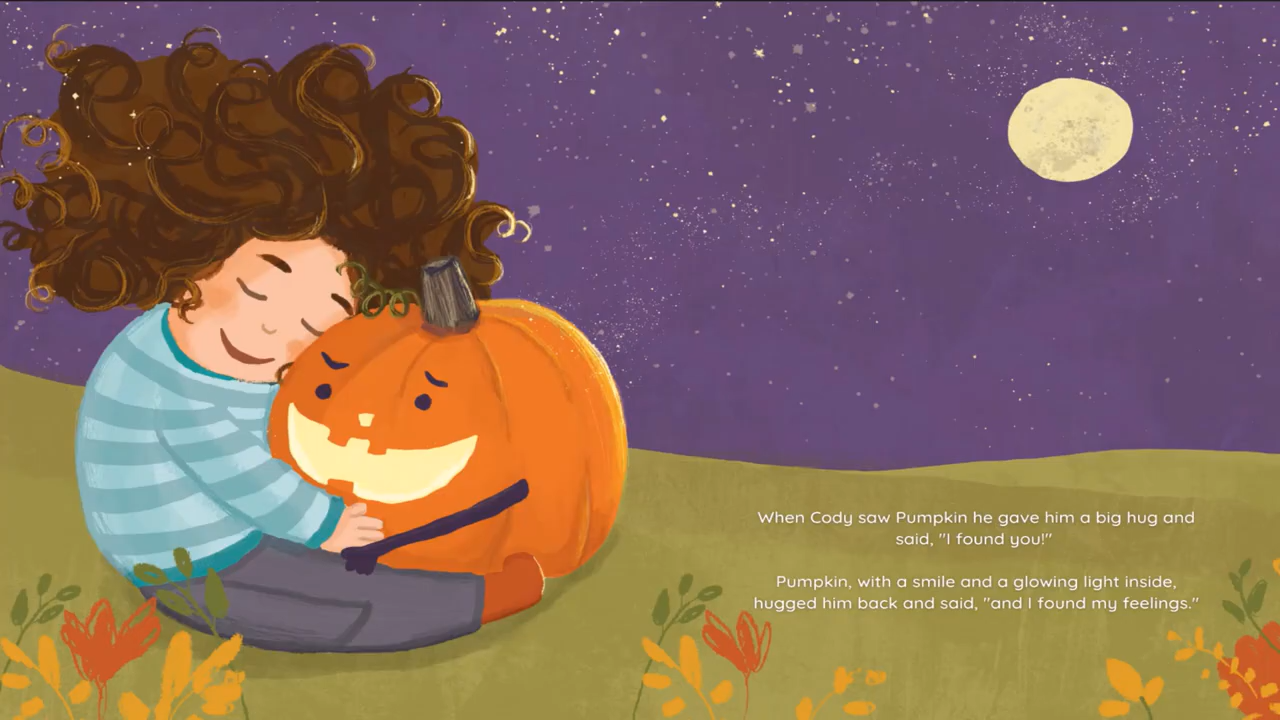 When Cody saw Pumpkin he gave him a big hug and
said, "I found you!"
Pumpkin, with a smile and a glowing light inside,
hugged him back and said, "and I found my feelings."